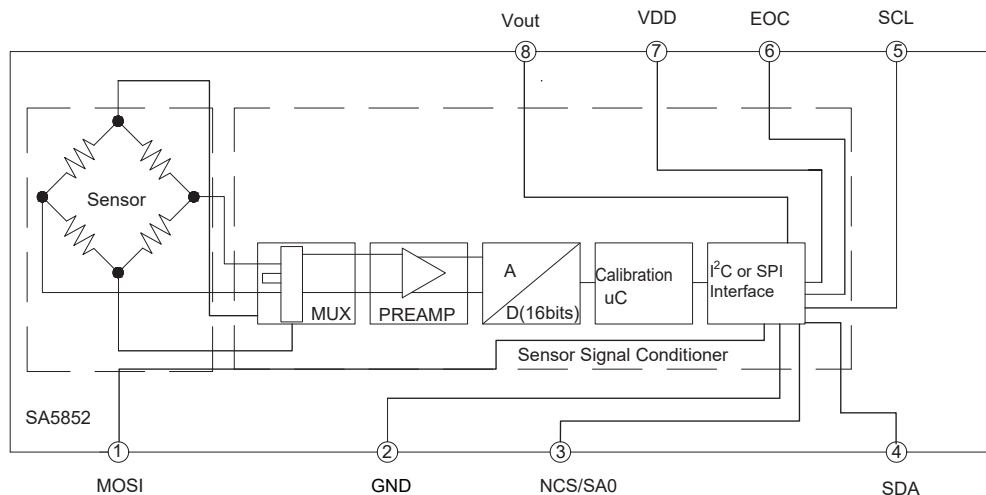 Vout
VDD
EOC
SCL
8
7
6
5
Sensor
MUX
PREAMP
A
D(16bits)
Calibration
uC
I²C or SPI
Interface
Sensor Signal Conditioner
SA5852
1
2
3
4
MOSI
GND
NCS/SA0
SDA